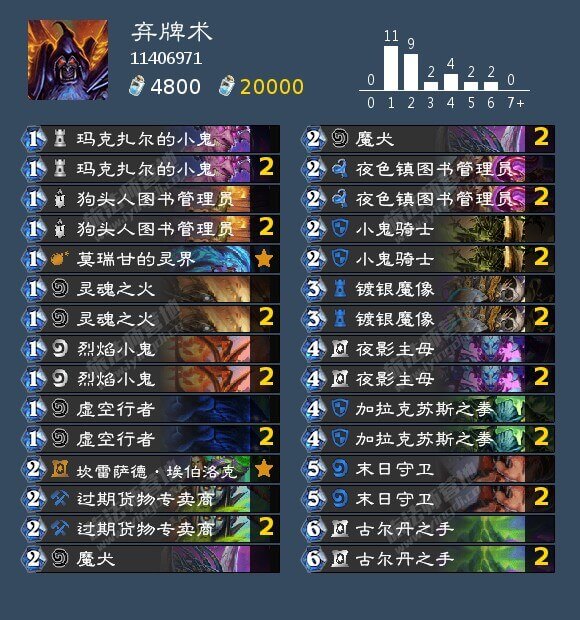 弃牌术
11406971
4800 20000
0 11 9 2 4 2 2 0
0 1 2 3 4 5 6 7+
1 玛克扎尔的小鬼
1 玛克扎尔的小鬼 2
1 狗头人图书管理员
1 狗头人图书管理员 2
1 莫瑞甘的灵界
1 灵魂之火
1 灵魂之火 2
1 烈焰小鬼
1 烈焰小鬼 2
1 虚空行者
1 虚空行者 2
2 坎雷萨德·埃伯洛克
2 过期货物专卖商
2 过期货物专卖商 2
2 魔犬
2 魔犬 2
2 夜色镇图书管理员
2 夜色镇图书管理员 2
2 小鬼骑士
2 小鬼骑士 2
3 镀银魔像
3 镀银魔像 2
4 夜影主母
4 夜影主母 2
4 加拉克苏斯之拳
4 加拉克苏斯之拳 2
5 末日守卫
5 末日守卫 2
6 古尔丹之手
6 古尔丹之手 2